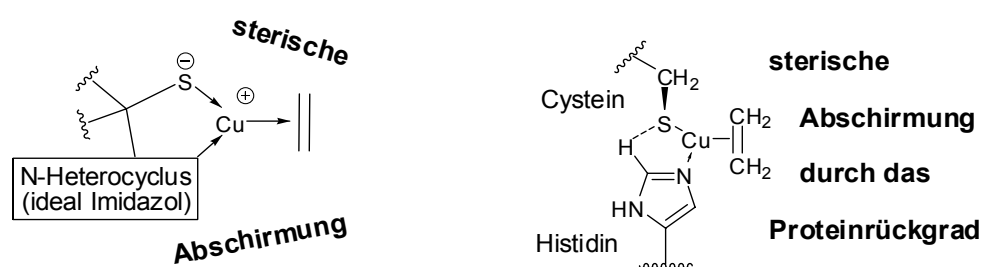 sterische
⊖
S
⊕
Cu
N-Heterocyclus
(ideal Imidazol)
Abschirmung
CH2
Cystein
S
Cu
CH2
CH2
H
N
HN
Histidin
sterische
Abschirmung
durch das
Proteinrückgrad